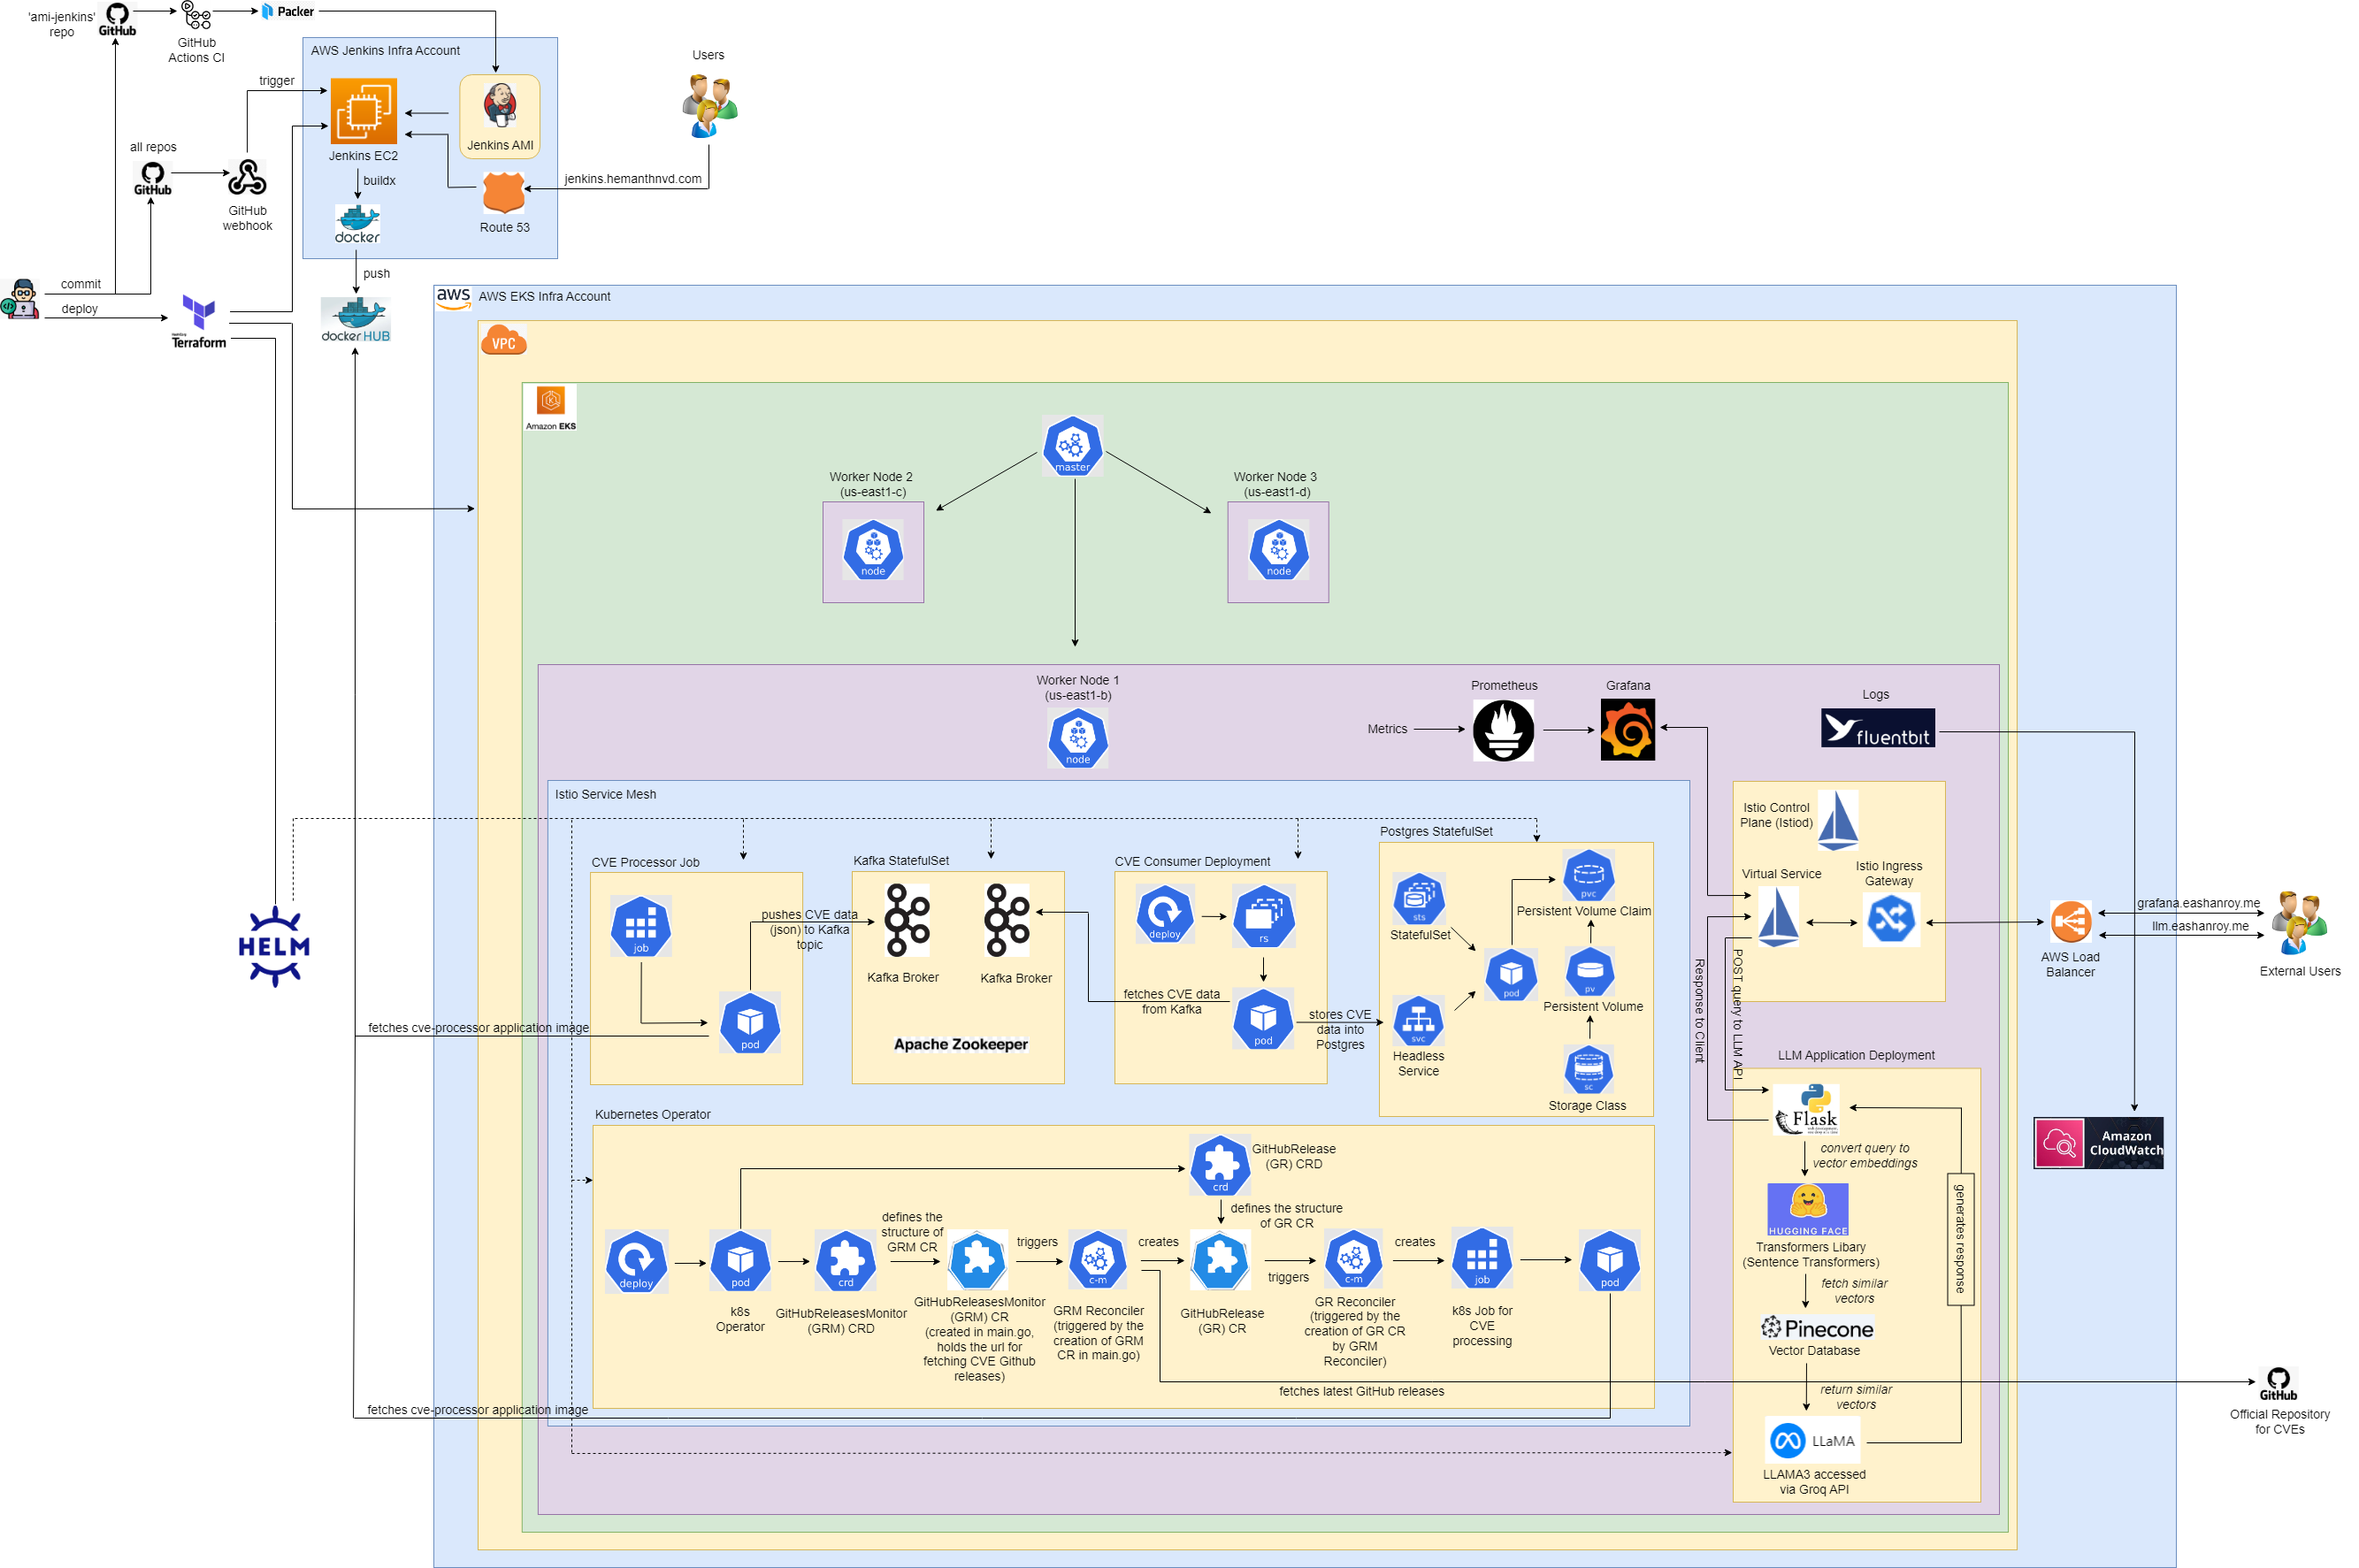 'ami-jenkins'
repo
GitHub
GitHub
Actions CI
Packer
AWS Jenkins Infra Account
trigger
Jenkins EC2
Jenkins AMI
Users
all repos
GitHub
GitHub
webhook
buildx
docker
jenkins.hemanthnvd.com
Route 53
push
commit
deploy
HashiCorp
Terraform
docker HUB
aws
AWS EKS Infra Account
VPC
Amazon EKS
master
Worker Node 2
(us-east1-c)
node
Worker Node 3
(us-east1-d)
node
Worker Node 1
(us-east1-b)
node
Metrics
Prometheus
Grafana
Logs
fluentbit
Istio Service Mesh
CVE Processor Job
job
pod
pushes CVE data
(json) to Kafka
topic
Kafka StatefulSet
Kafka Broker
Kafka Broker
Apache Zookeeper
CVE Consumer Deployment
deploy
rs
pod
fetches CVE data
from Kafka
stores CVE
data into
Postgres
Postgres StatefulSet
sts
StatefulSet
pod
svc
Headless
Service
pvc
Persistent Volume Claim
pv
Persistent Volume
sc
Storage Class
Istio Control
Plane (Istiod)
Virtual Service
Istio Ingress
Gateway
AWS Load
Balancer
grafana.eashanroy.me
llm.eashanroy.me
External Users
HELM
fetches cve-processor application image
Response to Client
POST query to LLM API
LLM Application Deployment
Flask
convert query to
vector embeddings
HUGGING FACE
Transformers Libary
(Sentence Transformers)
fetch similar
vectors
Pinecone
Vector Database
return similar
vectors
LLaMA
LLAMA3 accessed
via Groq API
generates response
Amazon
CloudWatch
Kubernetes Operator
deploy
pod
k8s
Operator
crd
GitHubReleasesMonitor
(GRM) CRD
defines the
structure of
GRM CR
GitHubReleasesMonitor
(GRM) CR
(created in main.go,
holds the url for
fetching CVE Github
releases)
triggers
c-m
GRM Reconciler
(triggered by the
creation of GRM
CR in main.go)
creates
crd
GitHubRelease
(GR) CRD
defines the structure
of GR CR
GitHubRelease
(GR) CR
triggers
c-m
GR Reconciler
(triggered by the
creation of GR CR
by GRM
Reconciler)
creates
job
k8s Job for
CVE
processing
pod
fetches latest GitHub releases
fetches cve-processor application image
GitHub
Official Repository
for CVEs